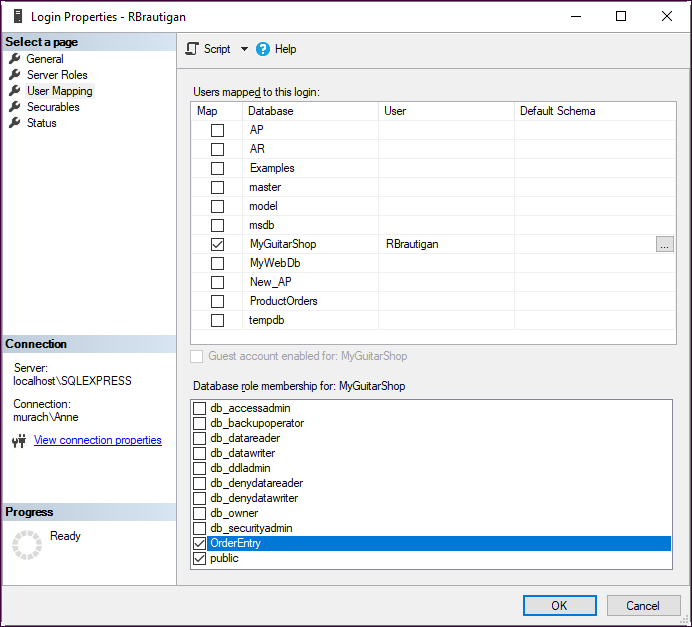 Login Properties - RBrautigan
Select a page
General
Server Roles
User Mapping
Securables
Status
Connection
Server:
localhost\SQLEXPRESS
Connection:
murach\Anne
View connection properties
Progress
Ready
Script Help
Users mapped to this login:
Map Database User Default Schema
AP
AR
Examples
master
model
msdb
MyGuitarShop RBrautigan ...
MyWebDb
New_AP
ProductOrders
tempdb
Guest account enabled for: MyGuitarShop
Database role membership for: MyGuitarShop
db_accessadmin
db_backupoperator
db_datareader
db_datawriter
db_ddladmin
db_denydatareader
db_denydatawriter
db_owner
db_securityadmin
OrderEntry
public
OK Cancel